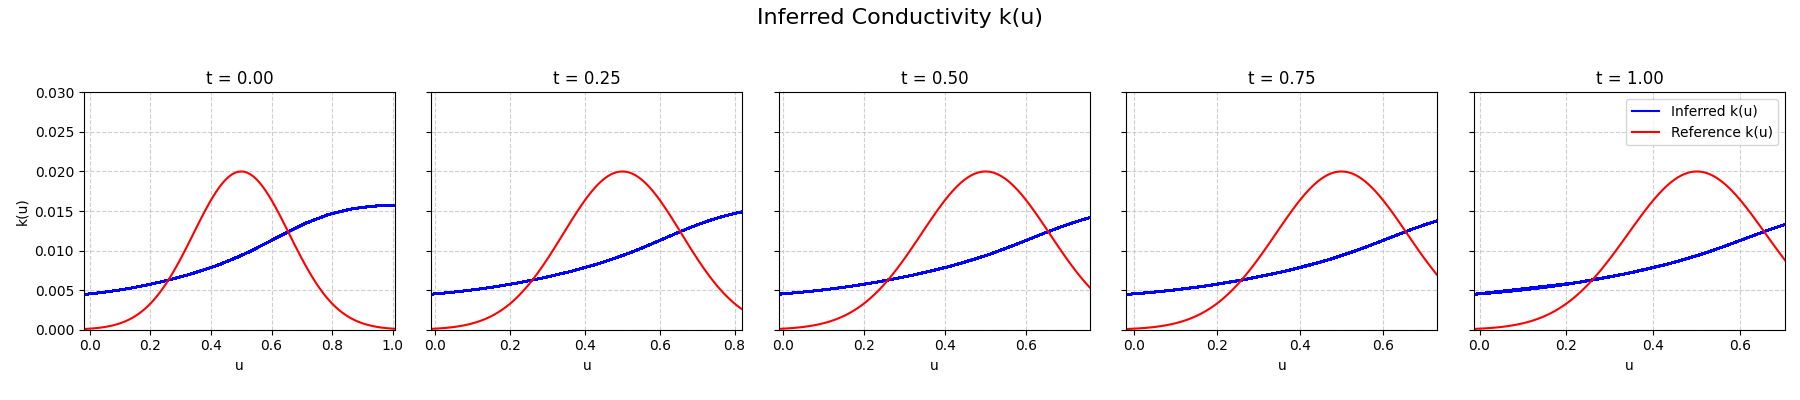 Inferred Conductivity k(u)
t = 0.00
t = 0.25
t = 0.50
t = 0.75
t = 1.00
k(u)
0.030
0.025
0.020
0.015
0.010
0.005
0.000
Inferred k(u)
Reference k(u)
0.0 0.2 0.4 0.6 0.8 1.0
0.0 0.2 0.4 0.6 0.8
0.0 0.2 0.4 0.6
0.0 0.2 0.4 0.6
0.0 0.2 0.4 0.6
u
u
u
u
u